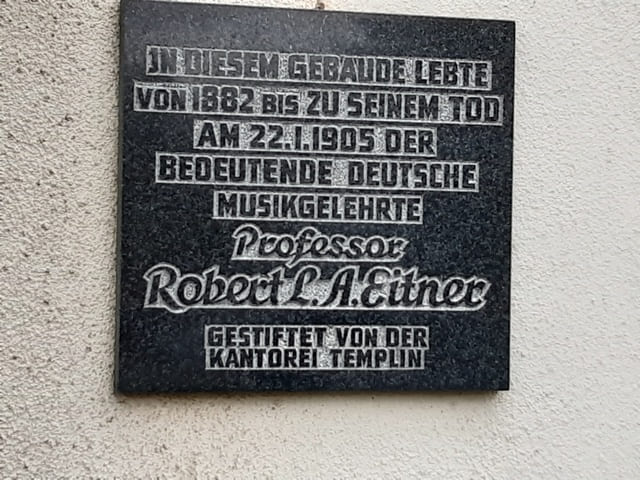 IN DIESEM GEBÄUDE LEBTE
VON 1882 BIS ZU SEINEM TOD
AM 22.1.1905 DER
BEDEUTENDE DEUTSCHE
MUSIKGELEHRTE
Professor
Robert L. A. Eitner
GESTIFTET VON DER
KANTOREI TEMPLIN